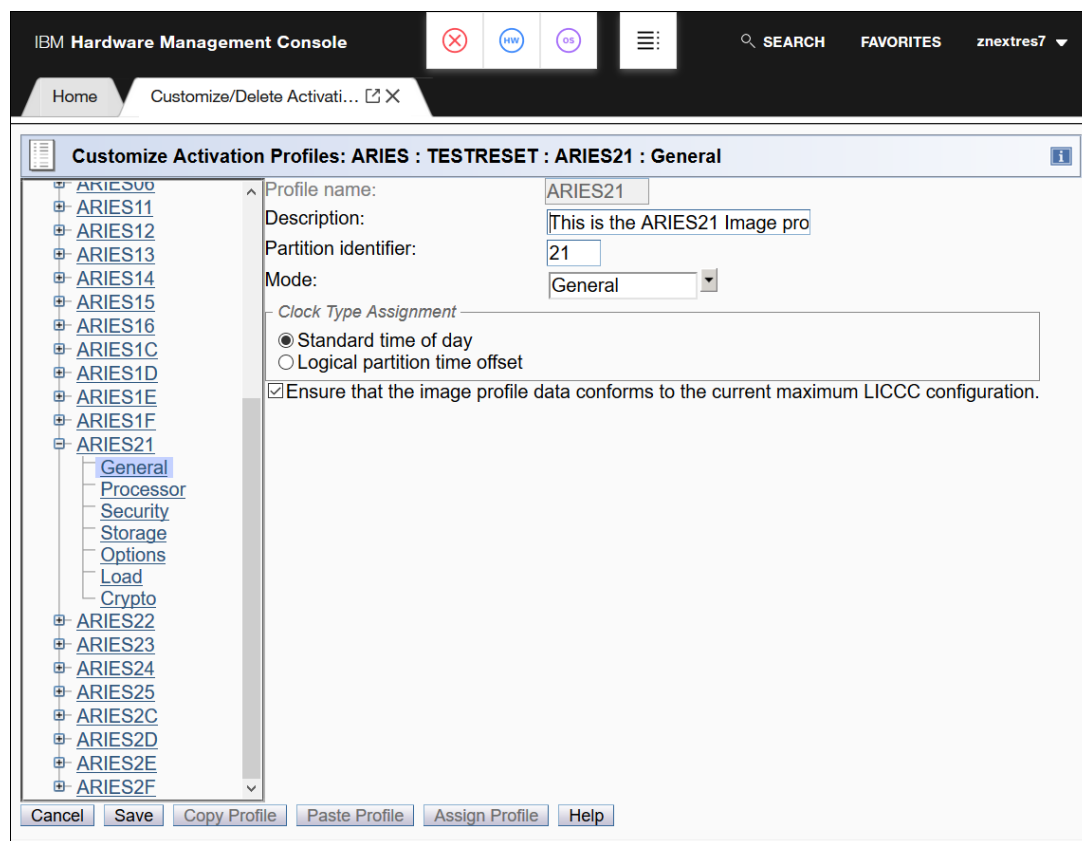 IBM Hardware Management Console
HW
OS
SEARCH
FAVORITES
znextres7
Home
Customize/Delete Activati…
Customize Activation Profiles: ARIES : TESTRESET : ARIES21 : General
i
ARIES06
ARIES11
ARIES12
ARIES13
ARIES14
ARIES15
ARIES16
ARIES1C
ARIES1D
ARIES1E
ARIES1F
ARIES21
General
Processor
Security
Storage
Options
Load
Crypto
ARIES22
ARIES23
ARIES24
ARIES25
ARIES2C
ARIES2D
ARIES2E
ARIES2F
Profile name: ARIES21
Description: This is the ARIES21 Image pro
Partition identifier: 21
Mode: General
Clock Type Assignment
Standard time of day
Logical partition time offset
Ensure that the image profile data conforms to the current maximum LICCC configuration.
Cancel Save Copy Profile Paste Profile Assign Profile Help